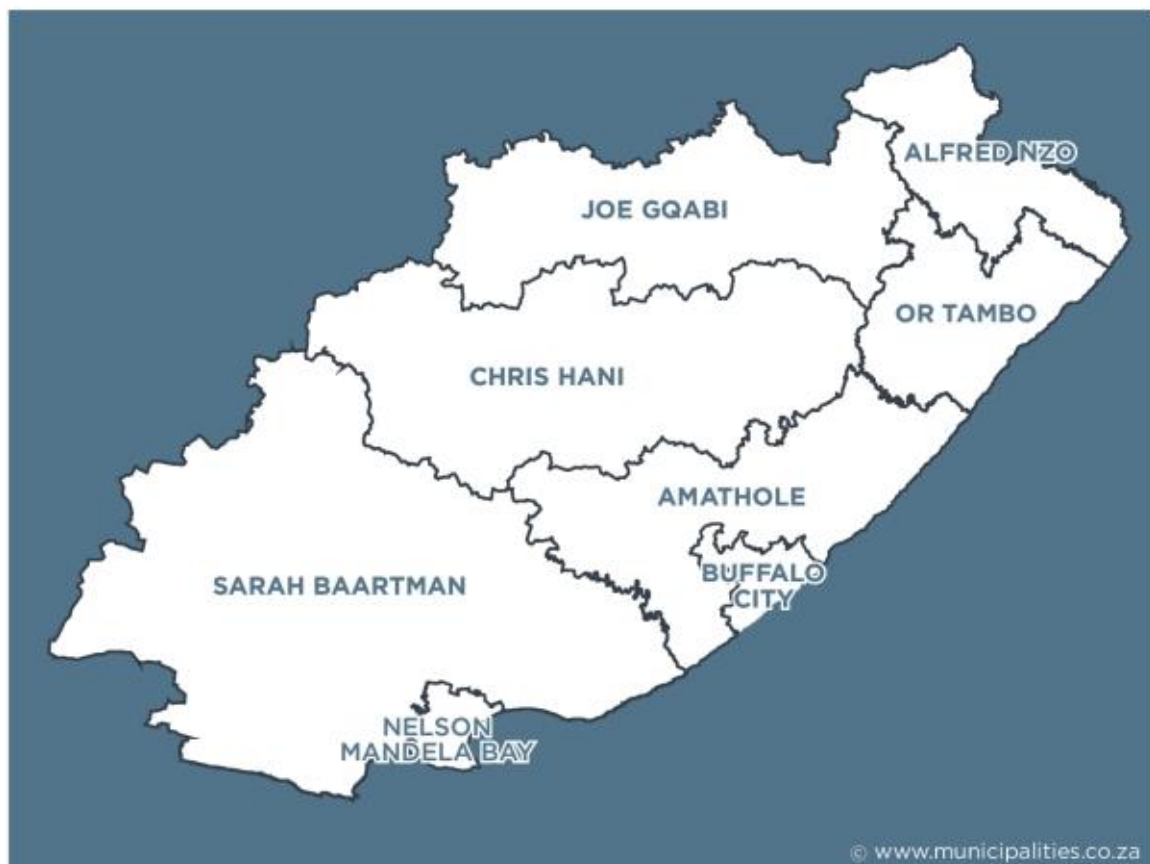 ALFRED NZO
JOE GQABI
OR TAMBO
CHRIS HANI
AMATHOLE
BUFFALO
CITY
SARAH BAARTMAN
NELSON
MANDELA BAY
© www.municipalities.co.za